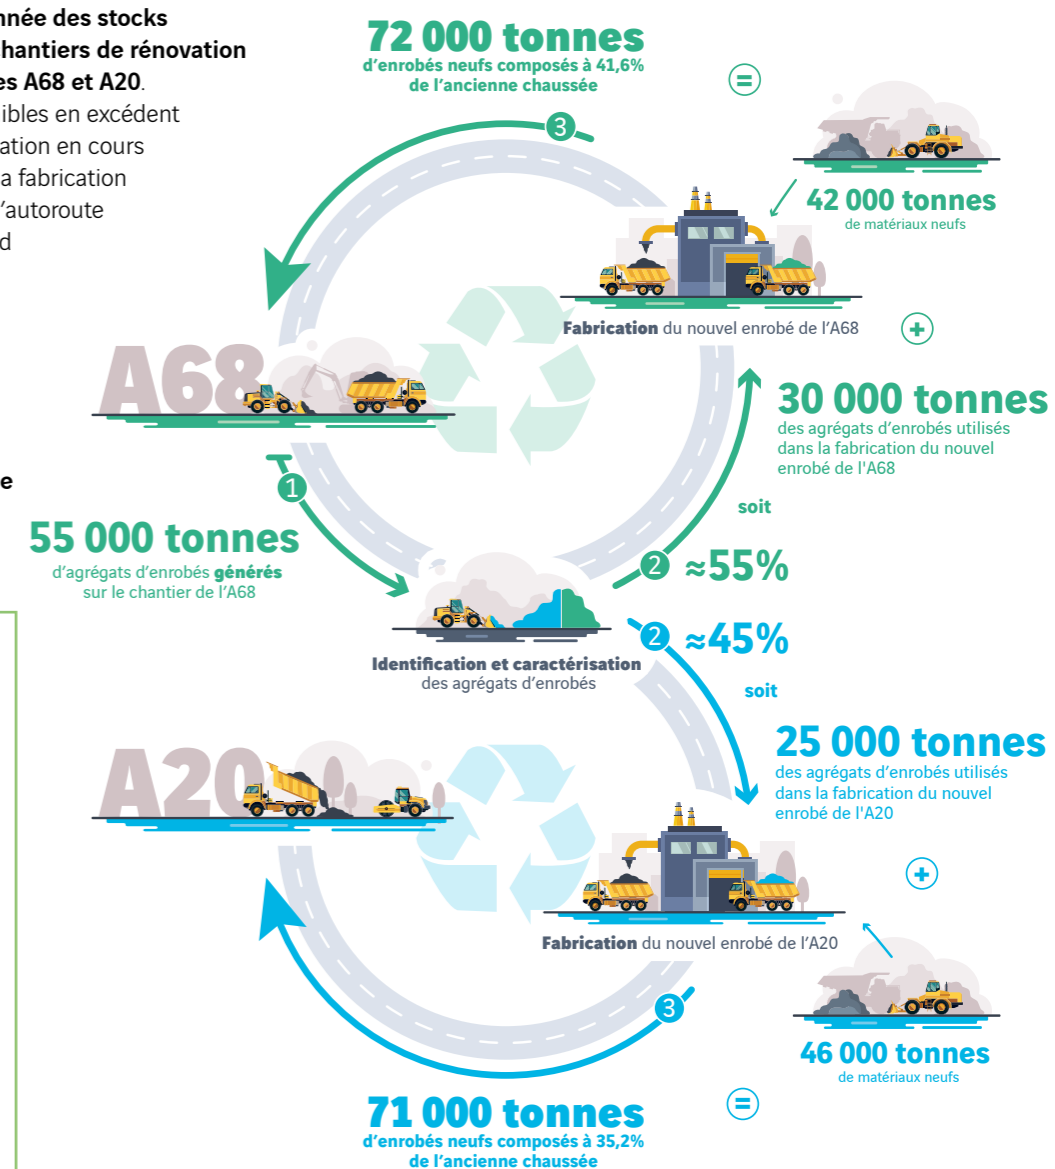 nnée des stocks
chantiers de rénovation
es A68 et A20.
ibles en excédent
ation en cours
a fabrication
'autoroute
d
e
72 000 tonnes
d'enrobés neufs composés à 41,6%
de l'ancienne chaussée
=
3
42 000 tonnes
de matériaux neufs
Fabrication du nouvel enrobé de l'A68
+
A68
30 000 tonnes
des agrégats d'enrobés utilisés
dans la fabrication du nouvel
enrobé de l'A68
1
soit
55 000 tonnes
d'agrégats d'enrobés générés
sur le chantier de l'A68
2 ≈55%
2 ≈45%
Identification et caractérisation
des agrégats d'enrobés
soit
A20
25 000 tonnes
des agrégats d'enrobés utilisés
dans la fabrication du nouvel
enrobé de l'A20
+
Fabrication du nouvel enrobé de l'A20
3
46 000 tonnes
de matériaux neufs
=
71 000 tonnes
d'enrobés neufs composés à 35,2%
de l'ancienne chaussée